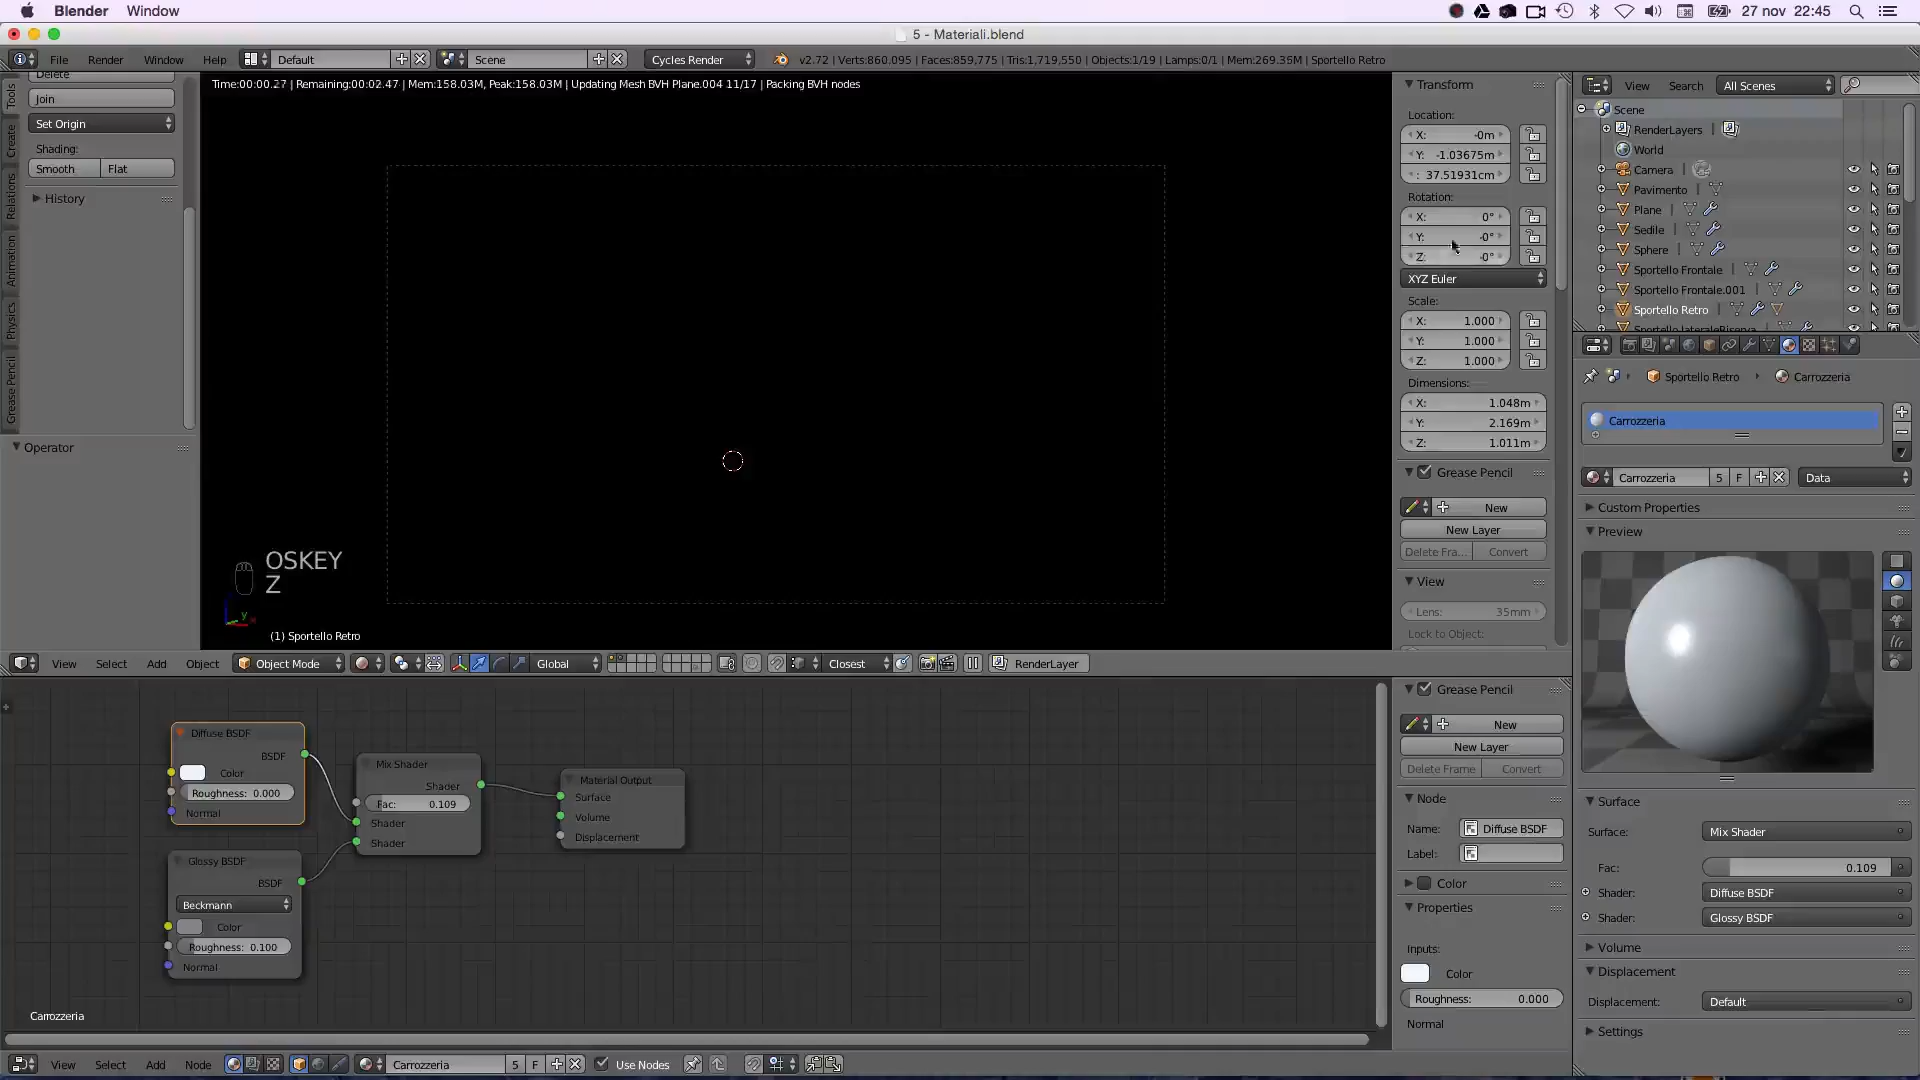 Blender Window 27 nov 22:45
5 - Materiali.blend
File Render Window Help Default Scene Cycles Render v2.72 | Verts:860.095 | Faces:859,775 | Tris:1,719,550 | Objects:1/19 | Lamps:0/1 | Mem:269.35M | Sportello Retro
Time:00:00.27 | Remaining:00:02.47 | Mem:158.03M, Peak:158.03M | Updating Mesh BVH Plane.004 11/17 | Packing BVH nodes
Tools
Create
Relations
Animation
Physics
Grease Pencil
Delete
Join
Set Origin
Shading:
Smooth Flat
History
Operator
OSKEY
Z
(1) Sportello Retro
Transform
Location:
X: -0m
Y: -1.03675m
: 37.51931cm
Rotation:
X: 0°
Y: -0°
Z: -0°
XYZ Euler
Scale:
X: 1.000
Y: 1.000
Z: 1.000
Dimensions:
X: 1.048m
Y: 2.169m
Z: 1.011m
Grease Pencil
New
New Layer
Delete Fra... Convert
View
Lens: 35mm
Lock to Object:
View Search All Scenes
Scene
RenderLayers
World
Camera
Pavimento
Plane
Sedile
Sphere
Sportello Frontale
Sportello Frontale.001
Sportello Retro
Sportello lateraleRiserva
Sportello Retro Carrozzeria
Carrozzeria
Carrozzeria 5 F Data
Custom Properties
Preview
Surface
Surface: Mix Shader
Fac: 0.109
Shader: Diffuse BSDF
Shader: Glossy BSDF
Volume
Displacement
Displacement: Default
Settings
View Select Add Object Object Mode Global Closest RenderLayer
Diffuse BSDF
BSDF
Color
Roughness: 0.000
Normal
Glossy BSDF
BSDF
Beckmann
Color
Roughness: 0.100
Normal
Mix Shader
Shader
Fac: 0.109
Shader
Shader
Material Output
Surface
Volume
Displacement
Carrozzeria
Grease Pencil
New
New Layer
Delete Frame Convert
Node
Name: Diffuse BSDF
Label:
Color
Properties
Inputs:
Color
Roughness: 0.000
Normal
View Select Add Node Carrozzeria 5 F Use Nodes